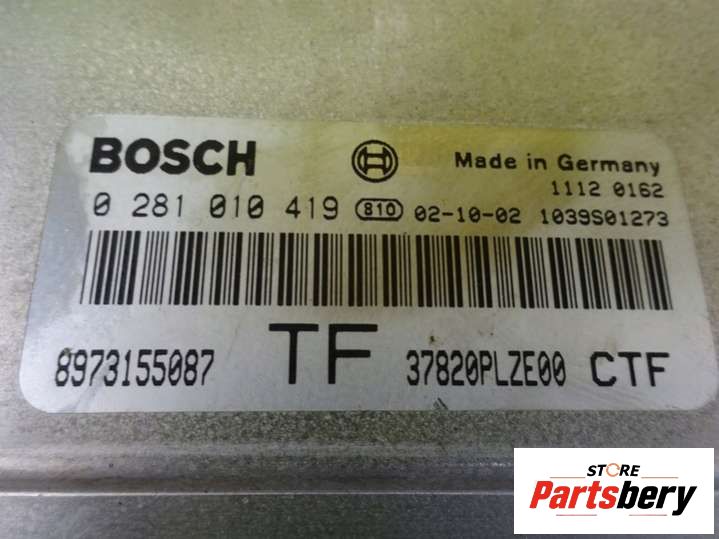 BOSCH Made in Germany
1112 0162
0 281 010 419 810 02-10-02 1039S01273
8973155087 TF 37820PLZE00 CTF
STORE
Partsbery